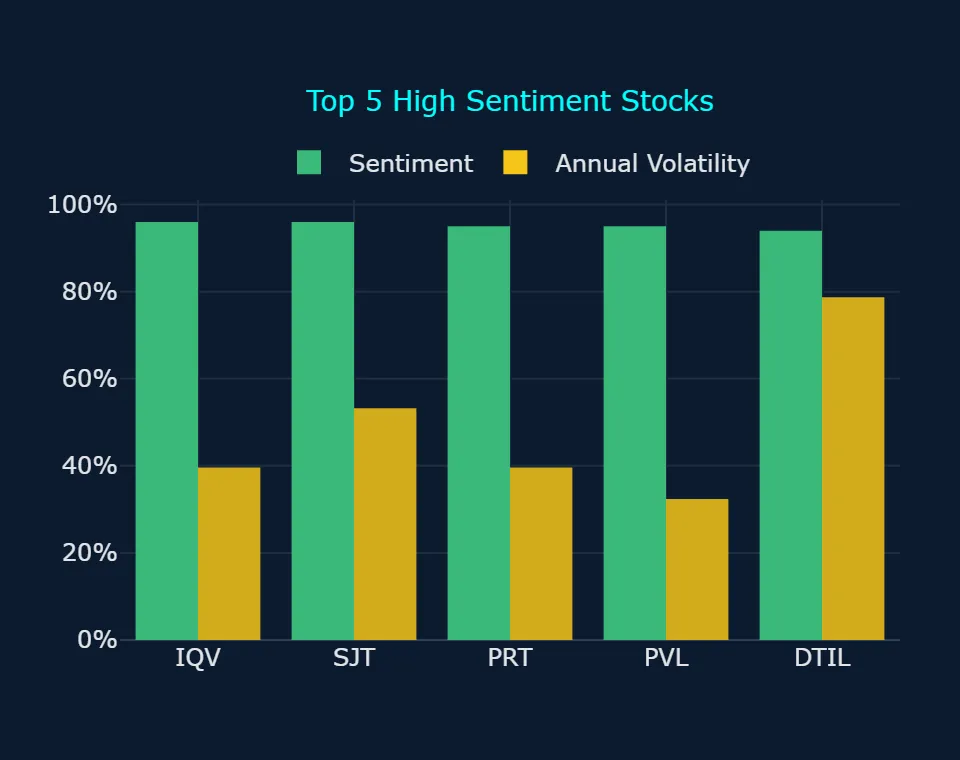 Top 5 High Sentiment Stocks
Sentiment Annual Volatility
100%
80%
60%
40%
20%
0%
IQV SJT PRT PVL DTIL